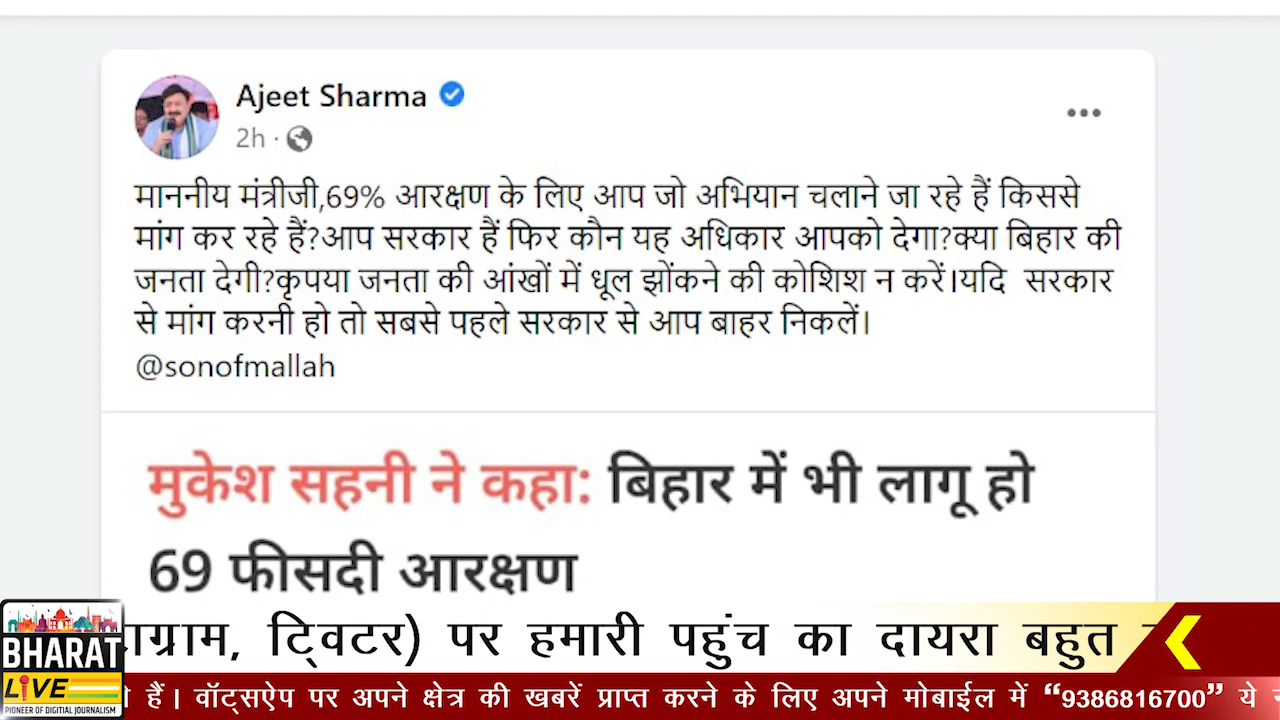 Ajeet Sharma
2h ·
माननीय मंत्रीजी,69% आरक्षण के लिए आप जो अभियान चलाने जा रहे हैं किससे
मांग कर रहे हैं?आप सरकार हैं फिर कौन यह अधिकार आपको देगा?क्या बिहार की
जनता देगी?कृपया जनता की आंखों में धूल झोंकने की कोशिश न करें।यदि सरकार
से मांग करनी हो तो सबसे पहले सरकार से आप बाहर निकलें।
@sonofmallah
मुकेश सहनी ने कहा: बिहार में भी लागू हो
69 फीसदी आरक्षण
ाग्राम, ट्विटर) पर हमारी पहुंच का दायरा बहुत
BHARAT
LIVE
PIONEER OF DIGITIAL JOURNALISM
हैं। वॉट्सऐप पर अपने क्षेत्र की खबरें प्राप्त करने के लिए अपने मोबाईल में “9386816700” ये